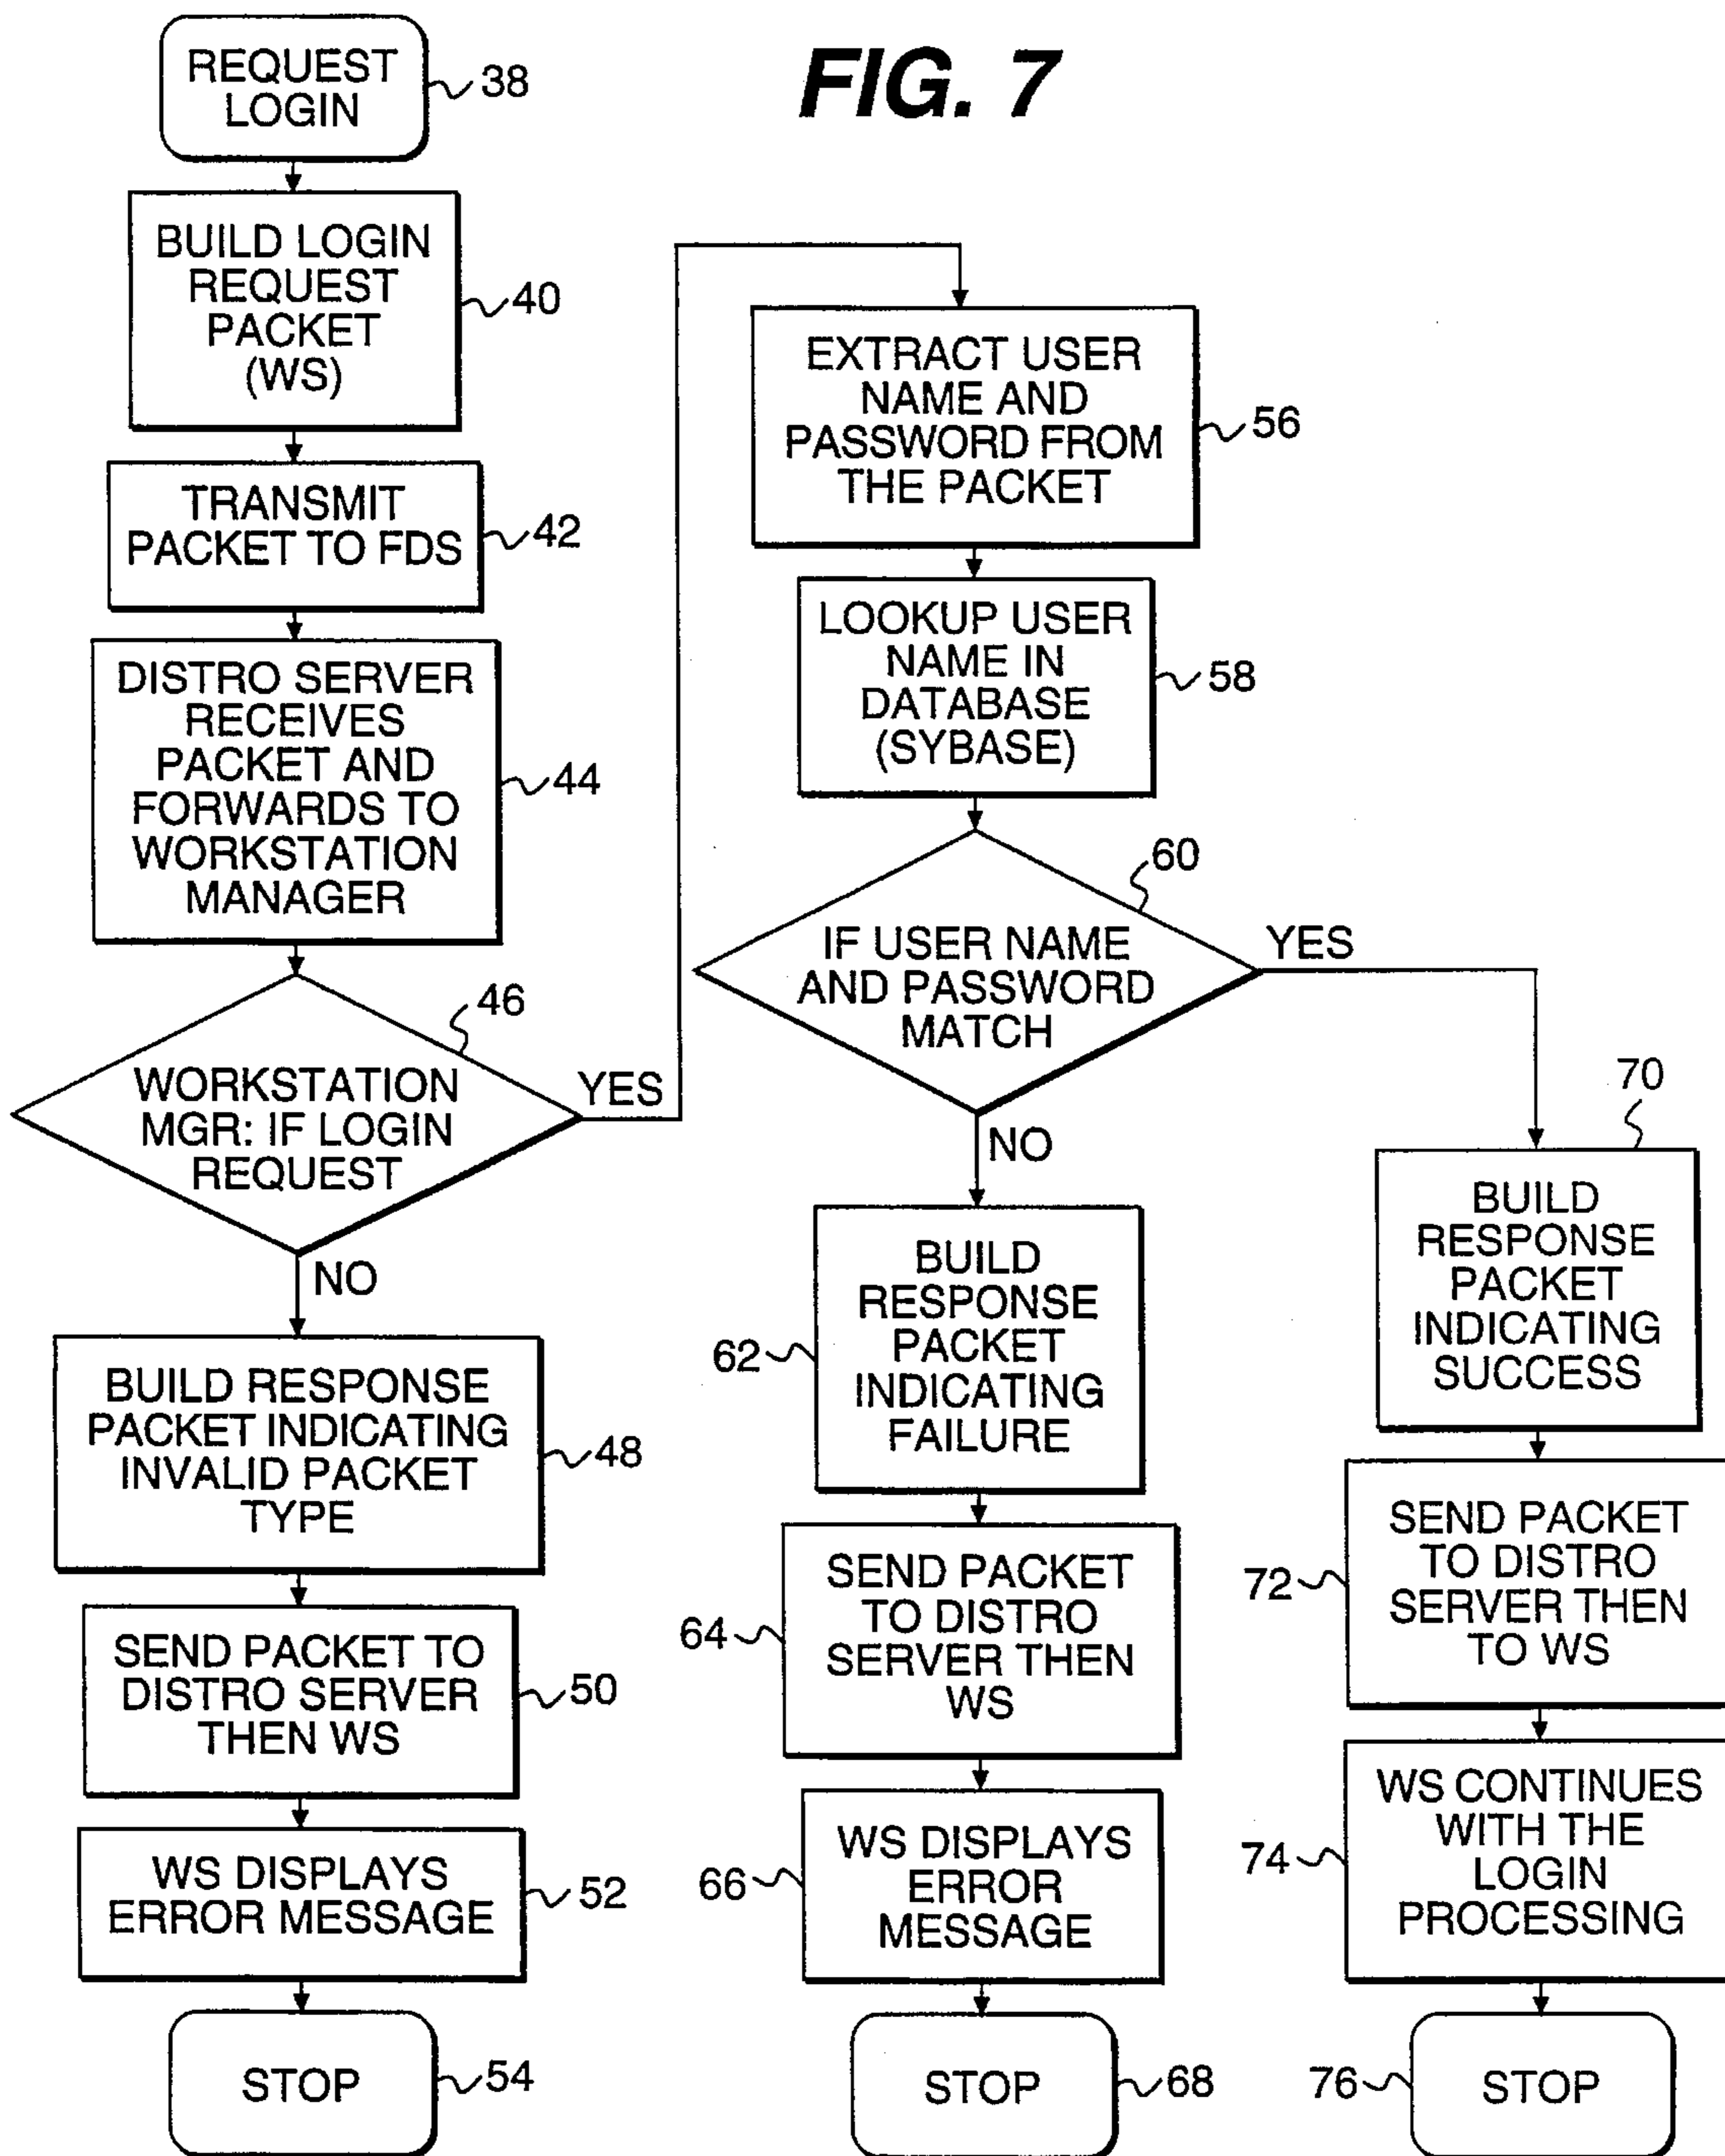 FIG. 7
REQUEST
LOGIN
38
BUILD LOGIN
REQUEST
PACKET
(WS)
40
TRANSMIT
PACKET TO FDS
42
DISTRO SERVER
RECEIVES
PACKET AND
FORWARDS TO
WORKSTATION
MANAGER
44
46
WORKSTATION
MGR: IF LOGIN
REQUEST
YES
NO
BUILD RESPONSE
PACKET INDICATING
INVALID PACKET
TYPE
48
SEND PACKET TO
DISTRO SERVER
THEN WS
50
WS DISPLAYS
ERROR MESSAGE
52
STOP
54
EXTRACT USER
NAME AND
PASSWORD FROM
THE PACKET
56
LOOKUP USER
NAME IN
DATABASE
(SYBASE)
58
60
IF USER NAME
AND PASSWORD
MATCH
YES
NO
BUILD
RESPONSE
PACKET
INDICATING
FAILURE
62
SEND PACKET
TO DISTRO
SERVER THEN
WS
64
WS DISPLAYS
ERROR
MESSAGE
66
STOP
68
70
BUILD
RESPONSE
PACKET
INDICATING
SUCCESS
SEND PACKET
TO DISTRO
SERVER THEN
TO WS
72
WS CONTINUES
WITH THE
LOGIN
PROCESSING
74
STOP
76